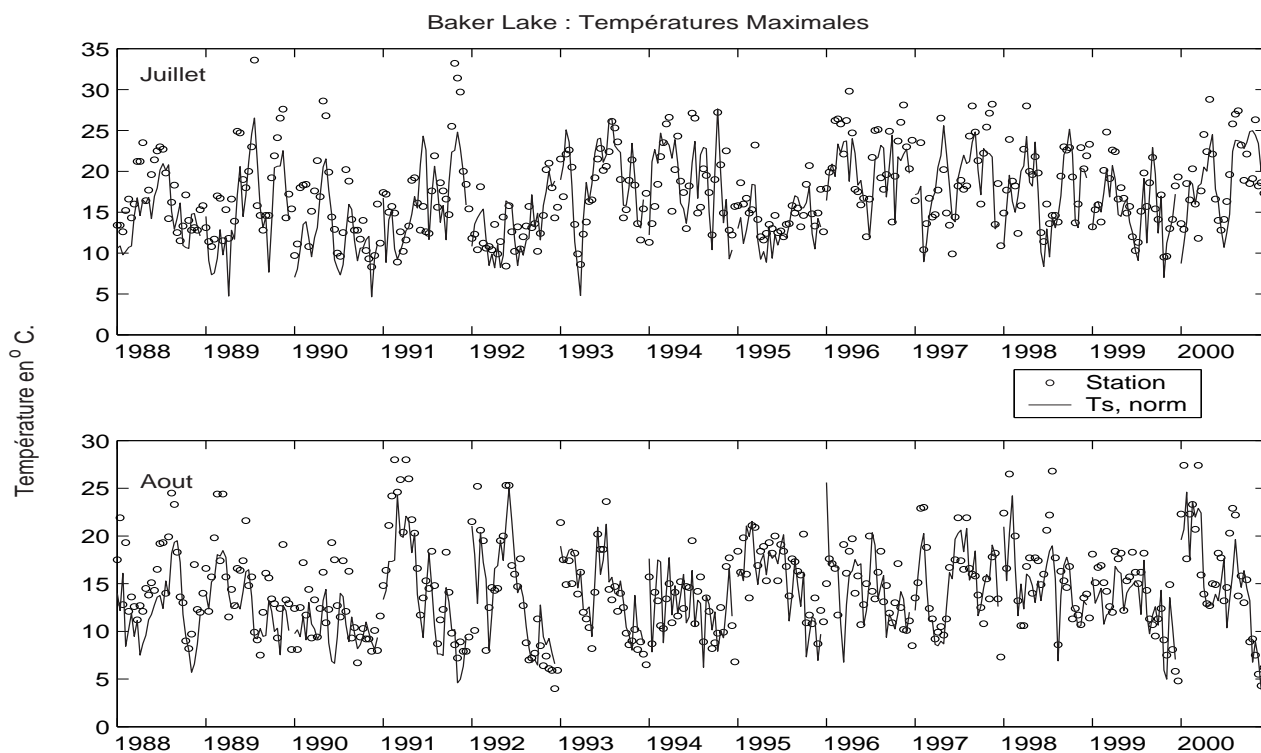 Baker Lake : Températures Maximales
35
30
25
20
15
10
5
0
Juillet
1988 1989 1990 1991 1992 1993 1994 1995 1996 1997 1998 1999 2000
Station
Ts, norm
Température en⁰ C.
30
25
20
15
10
5
0
Aout
1988 1989 1990 1991 1992 1993 1994 1995 1996 1997 1998 1999 2000